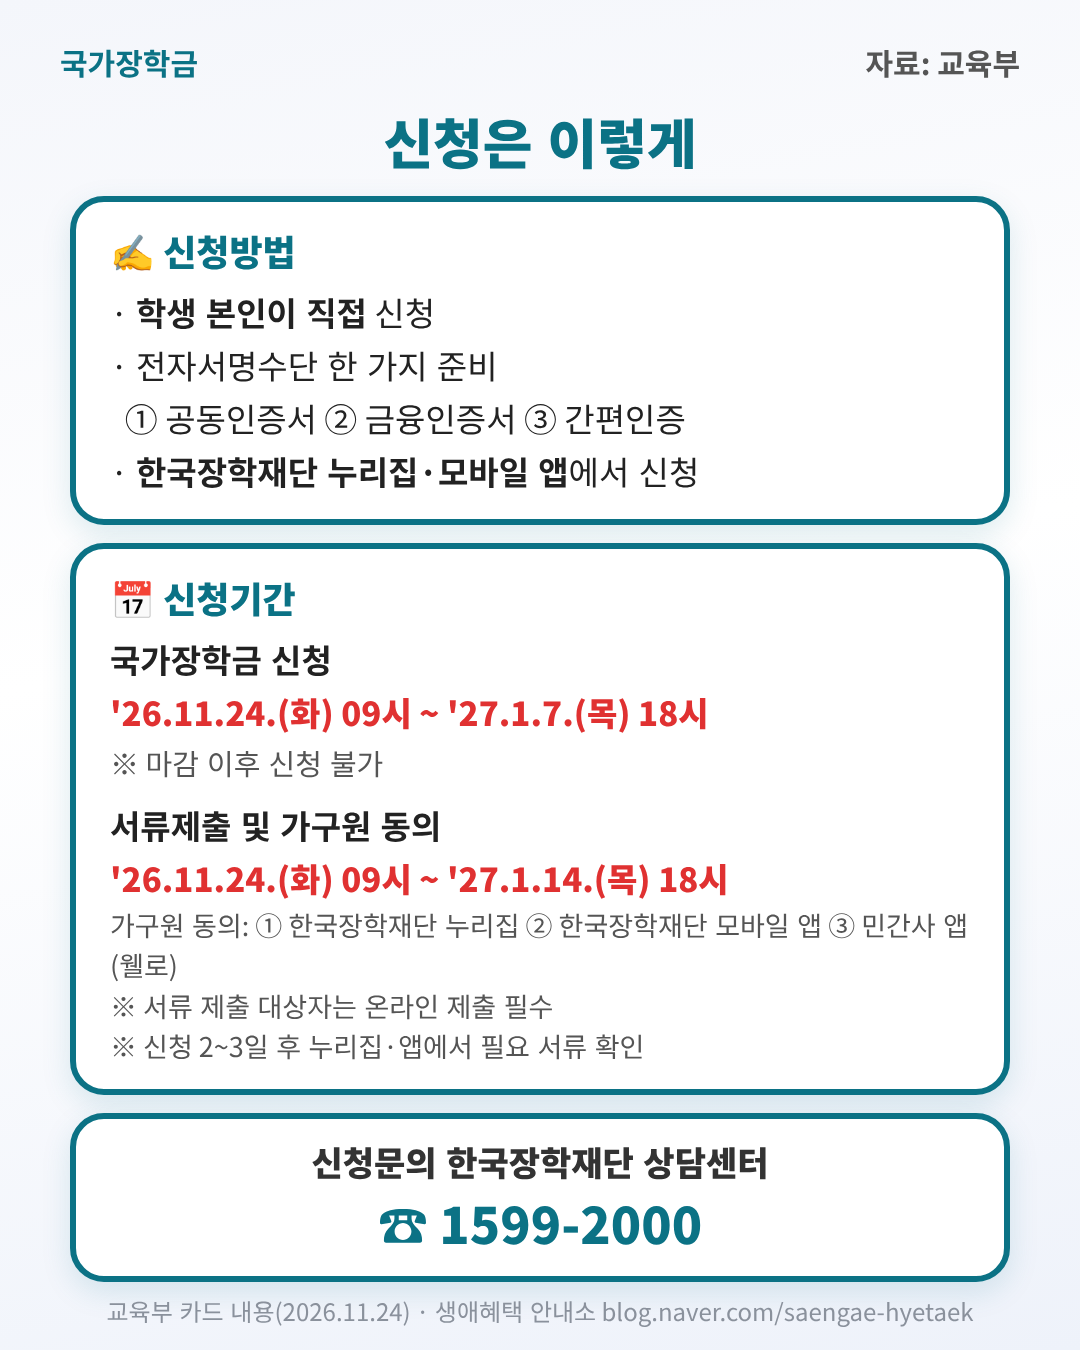 국가장학금
자료: 교육부
신청은 이렇게
✍️ 신청방법
· 학생 본인이 직접 신청
· 전자서명수단 한 가지 준비
① 공동인증서 ② 금융인증서 ③ 간편인증
· 한국장학재단 누리집·모바일 앱에서 신청
📅 신청기간
국가장학금 신청
'26.11.24.(화) 09시 ~ '27.1.7.(목) 18시
※ 마감 이후 신청 불가
서류제출 및 가구원 동의
'26.11.24.(화) 09시 ~ '27.1.14.(목) 18시
가구원 동의: ① 한국장학재단 누리집 ② 한국장학재단 모바일 앱 ③ 민간사 앱
(웰로)
※ 서류 제출 대상자는 온라인 제출 필수
※ 신청 2~3일 후 누리집·앱에서 필요 서류 확인
신청문의 한국장학재단 상담센터
☎ 1599-2000
교육부 카드 내용(2026.11.24) · 생애혜택 안내소 blog.naver.com/saengae-hyetaek